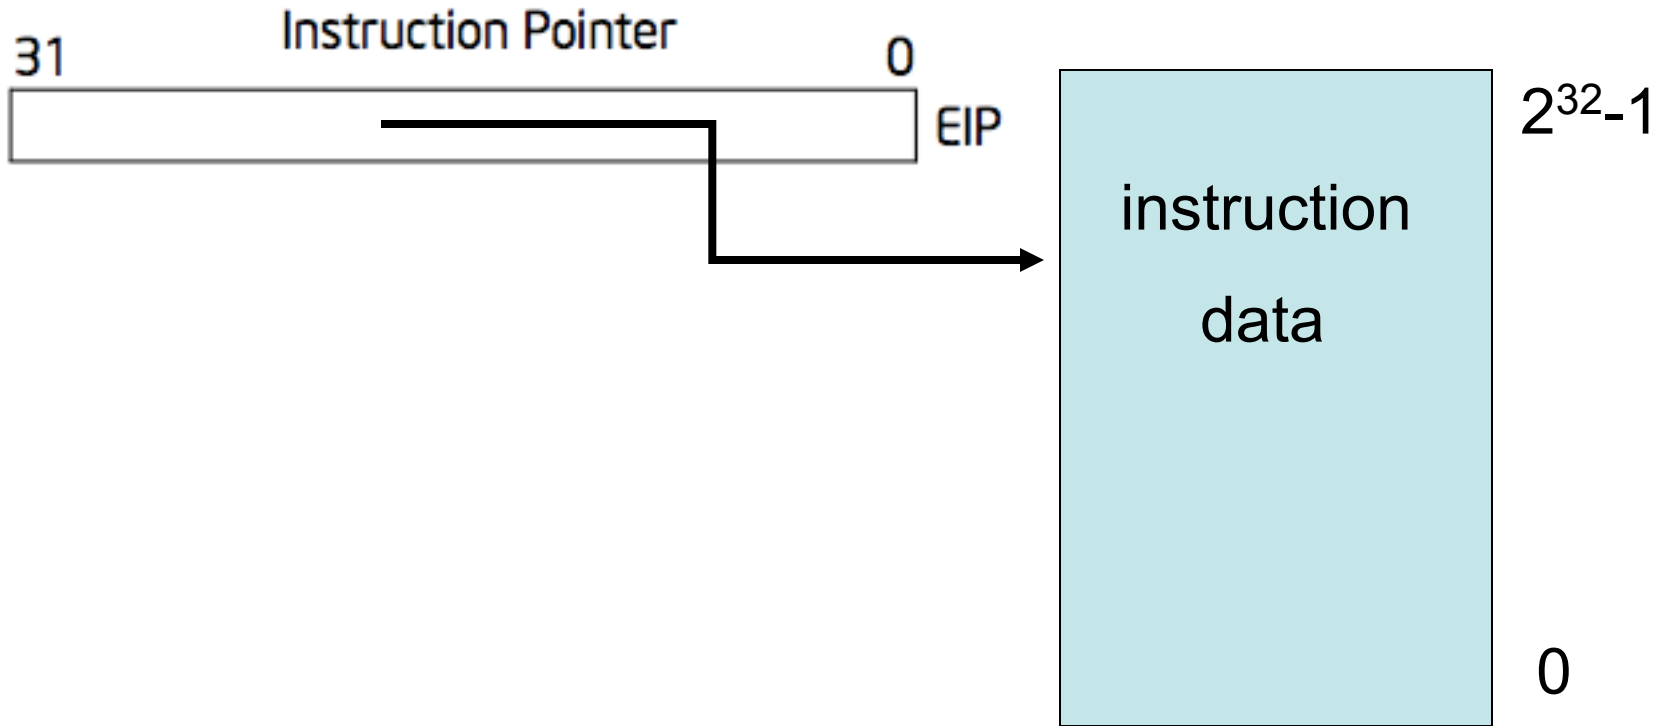 Instruction Pointer
31 0
EIP
2³²-1
instruction
data
0